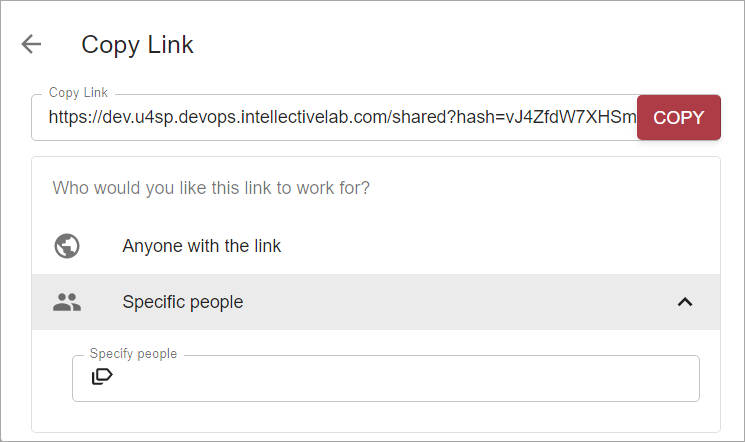 Copy Link
Copy Link
https://dev.u4sp.devops.intellectivelab.com/shared?hash=vJ4ZfdW7XHSm
COPY
Who would you like this link to work for?
Anyone with the link
Specific people
Specify people